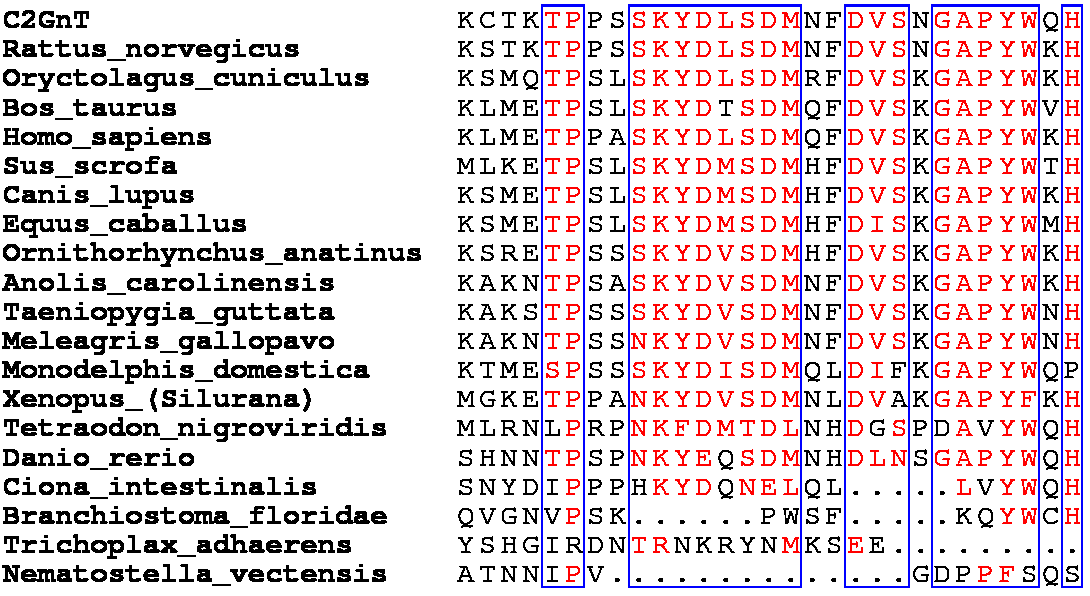 C2GnT KCTKTPPSSKYDLSDMNFDVSNGAPYWQH
Rattus_norvegicus KSTKTPPSSKYDLSDMNFDVSNGAPYWKH
Oryctolagus_cuniculus KSMQTPSLSKYDLSDMRFDVSKGAPYWKH
Bos_taurus KLMETPSLSKYDTSDMQFDVSKGAPYWVH
Homo_sapiens KLMETPPASKYDLSDMQFDVSKGAPYWKH
Sus_scrofa MLKETPSLSKYDMSDMHFDVSKGAPYWTH
Canis_lupus KSMETPSLSKYDMSDMHFDVSKGAPYWKH
Equus_caballus KSMETPSLSKYDMSDMHFDISKGAPYWMH
Ornithorhynchus_anatinus KSRETPSSSKYDVSDMHFDVSKGAPYWKH
Anolis_carolinensis KAKNTPSASKYDVSDMNFDVSKGAPYWKH
Taeniopygia_guttata KAKSTPSSSKYDVSDMNFDVSKGAPYWNH
Meleagris_gallopavo KAKNTPSSNKYDVSDMNFDVSKGAPYWNH
Monodelphis_domestica KTMESPSSSKYDISDMQLDIFKGAPYWQP
Xenopus_(Silurana) MGKETPPANKYDVSDMNLDVAKGAPYFKH
Tetraodon_nigroviridis MLRNLPRPNKFDMTDLNHDGSPDAVYWQH
Danio_rerio SHNNTPSPNKYEQSDMNHDLNSGAPYWQH
Ciona_intestinalis SNYDIPPPHKYDQNELQL.....LVYWQH
Branchiostoma_floridae QVGNVPSK......PWSF.....KQYWCH
Trichoplax_adhaerens YSHGIRDNTRNKRYNMKSEE.........
Nematostella_vectensis ATNNIPV..............GDPPFSQS